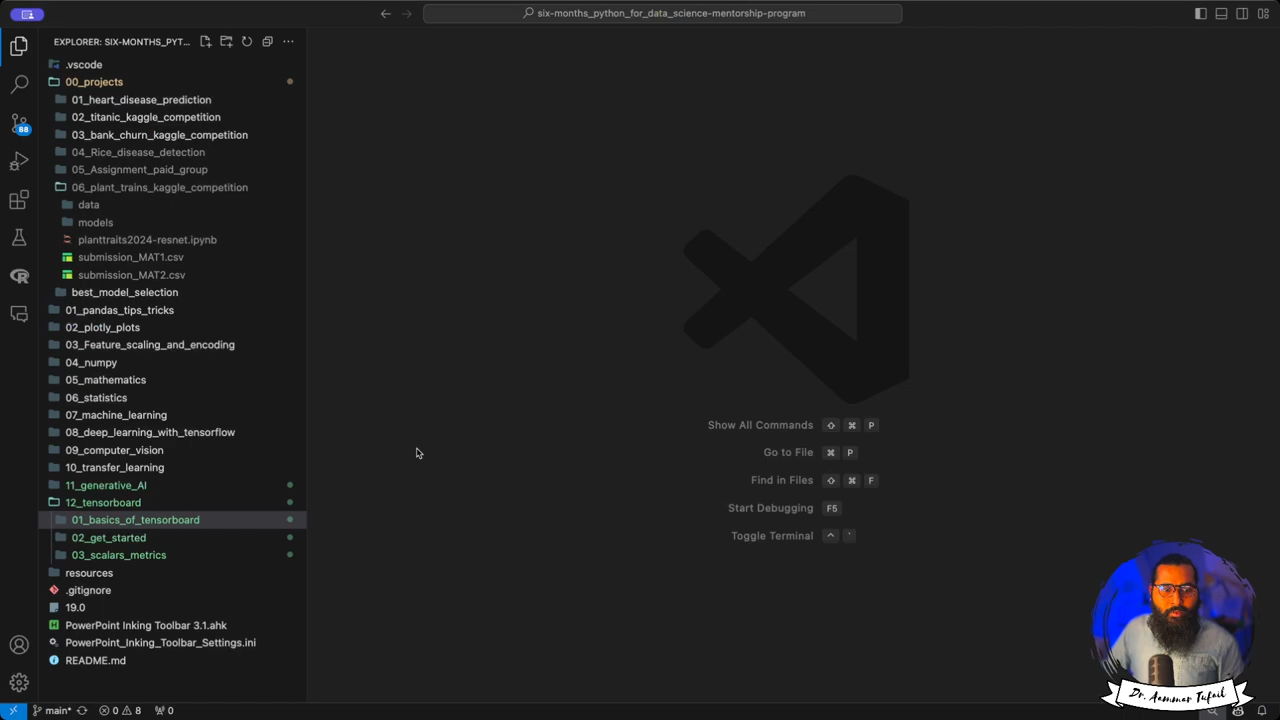 six-months_python_for_data_science-mentorship-program
EXPLORER: SIX-MONTHS_PYT...
.vscode
00_projects
01_heart_disease_prediction
02_titanic_kaggle_competition
03_bank_churn_kaggle_competition
04_Rice_disease_detection
05_Assignment_paid_group
06_plant_trains_kaggle_competition
data
models
planttraits2024-resnet.ipynb
submission_MAT1.csv
submission_MAT2.csv
best_model_selection
01_pandas_tips_tricks
02_plotly_plots
03_Feature_scaling_and_encoding
04_numpy
05_mathematics
06_statistics
07_machine_learning
08_deep_learning_with_tensorflow
09_computer_vision
10_transfer_learning
11_generative_AI
12_tensorboard
01_basics_of_tensorboard
02_get_started
03_scalars_metrics
resources
.gitignore
19.0
PowerPoint Inking Toolbar 3.1.ahk
PowerPoint_Inking_Toolbar_Settings.ini
README.md
88
Show All Commands ⇧ ⌘ P
Go to File ⌘ P
Find in Files ⇧ ⌘ F
Start Debugging F5
Toggle Terminal ^ `
Dr. Aammar Tufail
main* 0 8 0